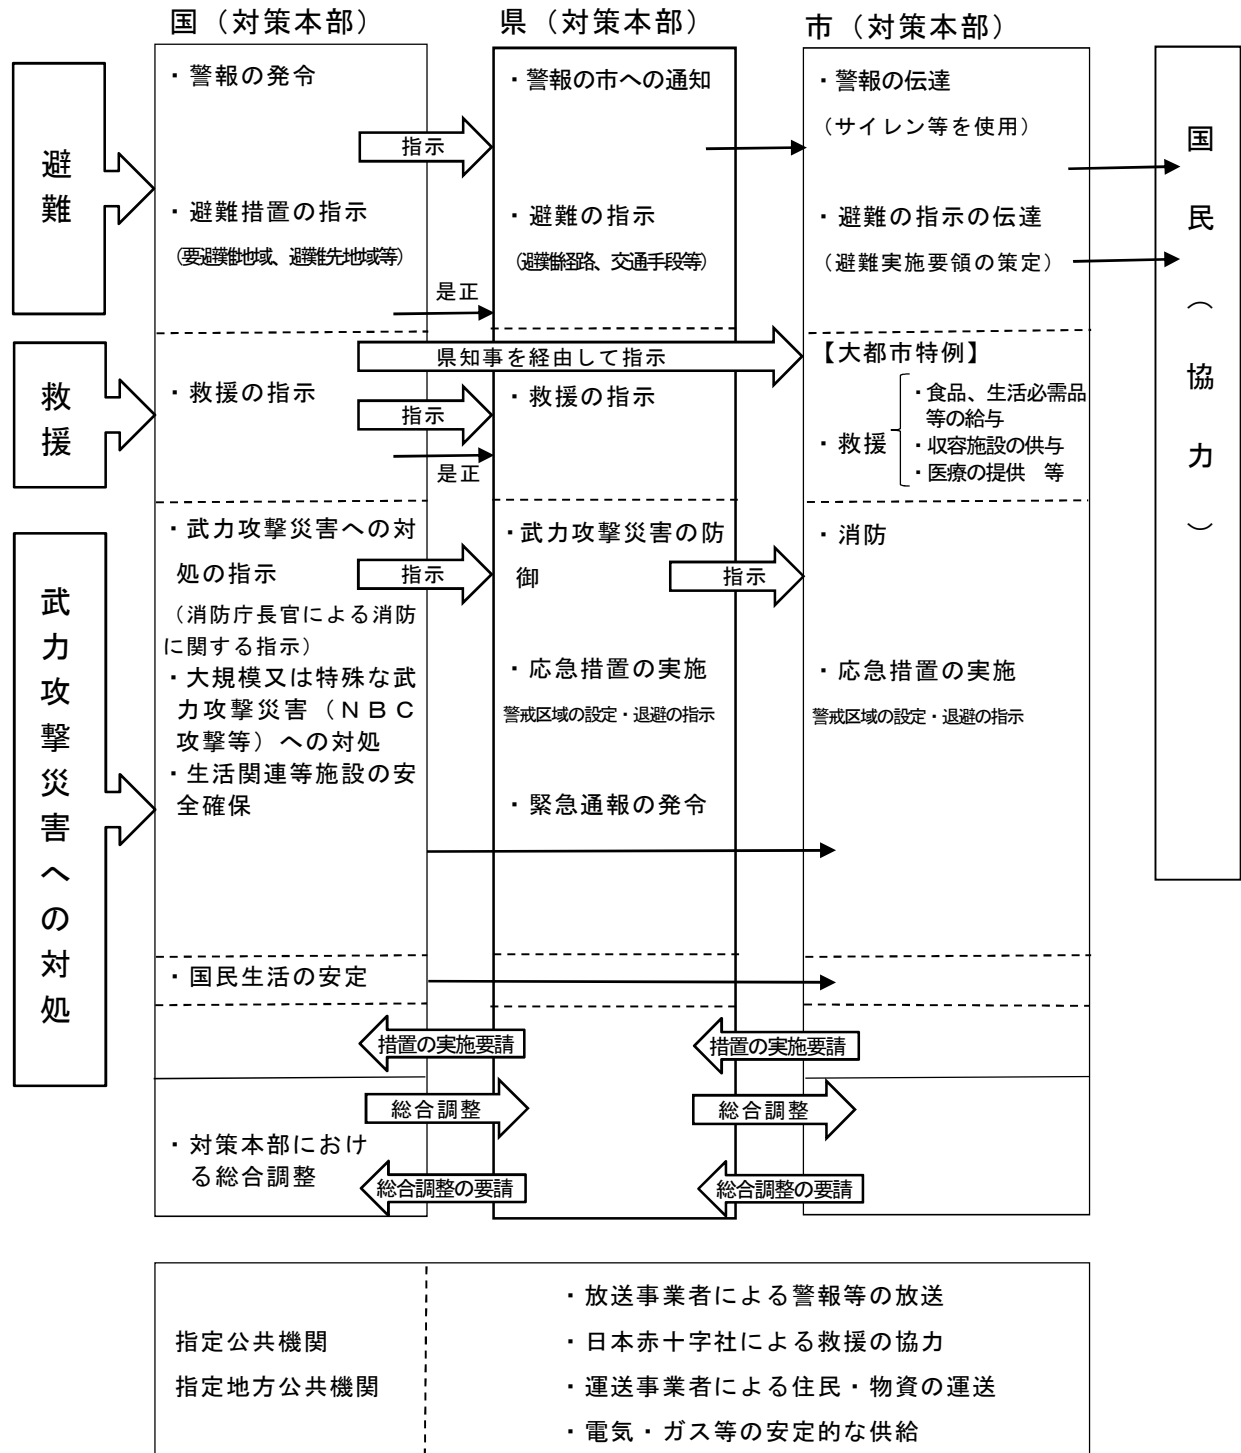 国（対策本部）
県（対策本部）
市（対策本部）
避難
・警報の発令
指示
・避難措置の指示
（要避難地域、避難先地域等）
是正
・警報の市への通知
・避難の指示
（避難経路、交通手段等）
・警報の伝達
（サイレン等を使用）
・避難の指示の伝達
（避難実施要領の策定）
国民（協力）
救援
県知事を経由して指示
・救援の指示
指示
是正
・救援の指示
【大都市特例】
・救援
・食品、生活必需品
等の給与
・収容施設の供与
・医療の提供　等
武力攻撃災害への対処
・武力攻撃災害への対
処の指示
（消防庁長官による消防
に関する指示）
・大規模又は特殊な武
力攻撃災害（ＮＢＣ
攻撃等）への対処
・生活関連等施設の安
全確保
指示
・武力攻撃災害の防
御
・応急措置の実施
警戒区域の設定・退避の指示
・緊急通報の発令
指示
・消防
・応急措置の実施
警戒区域の設定・退避の指示
・国民生活の安定
措置の実施要請
措置の実施要請
総合調整
総合調整
・対策本部におけ
る総合調整
総合調整の要請
総合調整の要請
指定公共機関
指定地方公共機関
・放送事業者による警報等の放送
・日本赤十字社による救援の協力
・運送事業者による住民・物資の運送
・電気・ガス等の安定的な供給